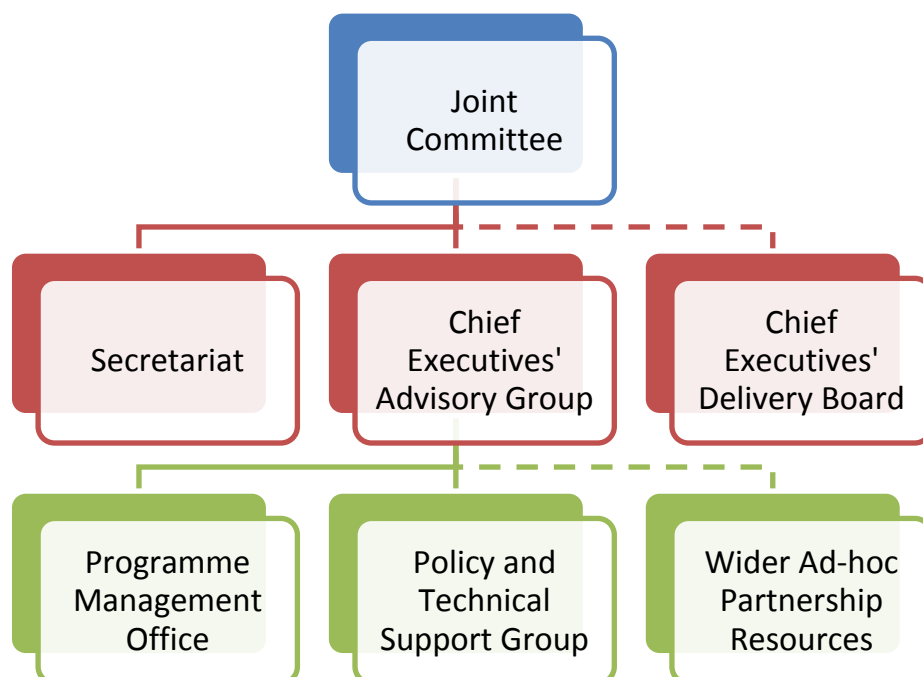 Joint
Committee
Secretariat
Chief
Executives'
Advisory Group
Chief
Executives'
Delivery Board
Programme
Management
Office
Policy and
Technical
Support Group
Wider Ad-hoc
Partnership
Resources